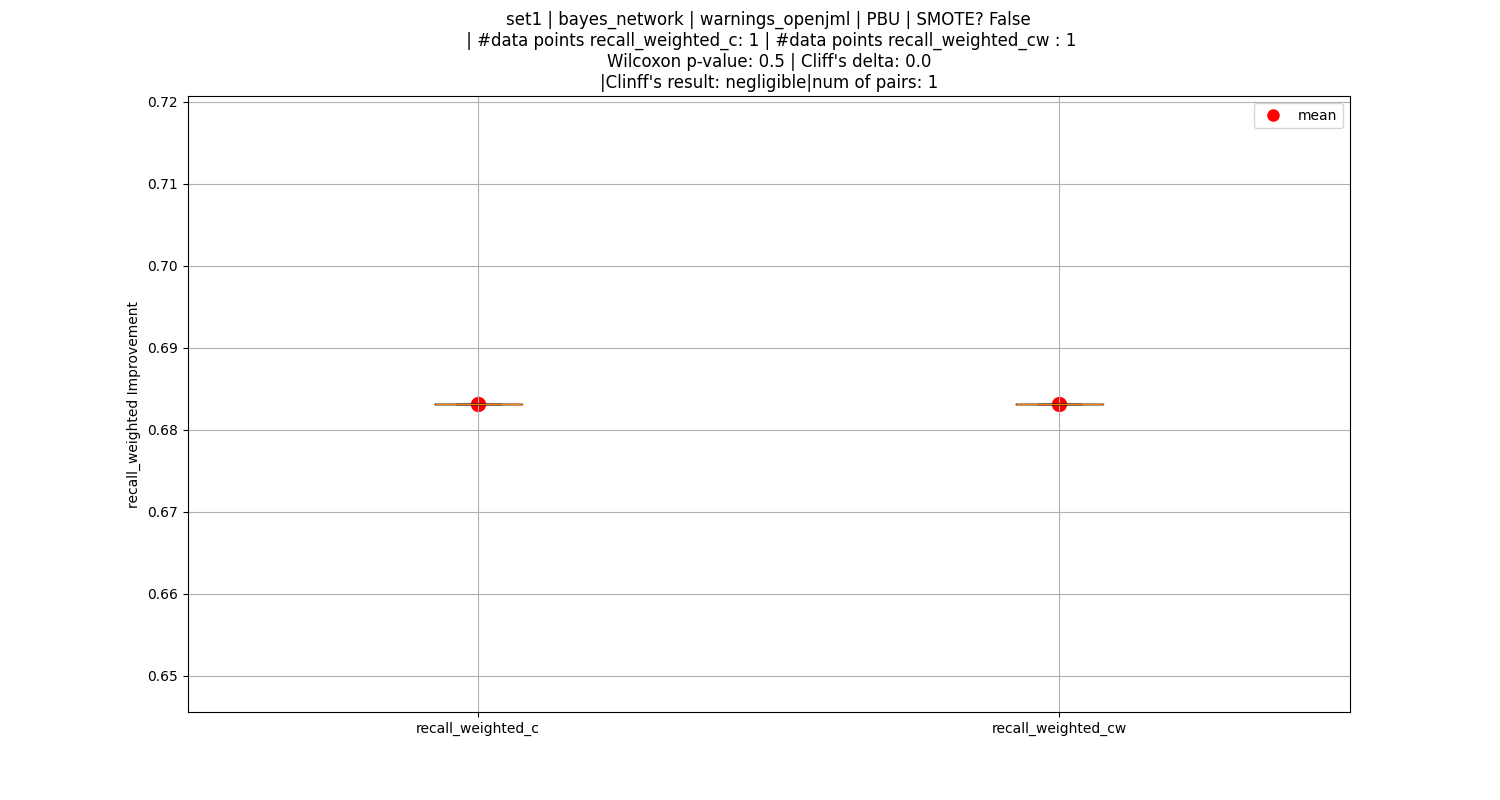 set1 | bayes_network | warnings_openjml | PBU | SMOTE? False
| #data points recall_weighted_c: 1 | #data points recall_weighted_cw : 1
Wilcoxon p-value: 0.5 | Cliff's delta: 0.0
|Clinff's result: negligible|num of pairs: 1
mean
recall_weighted Improvement
0.72
0.71
0.70
0.69
0.68
0.67
0.66
0.65
recall_weighted_c
recall_weighted_cw